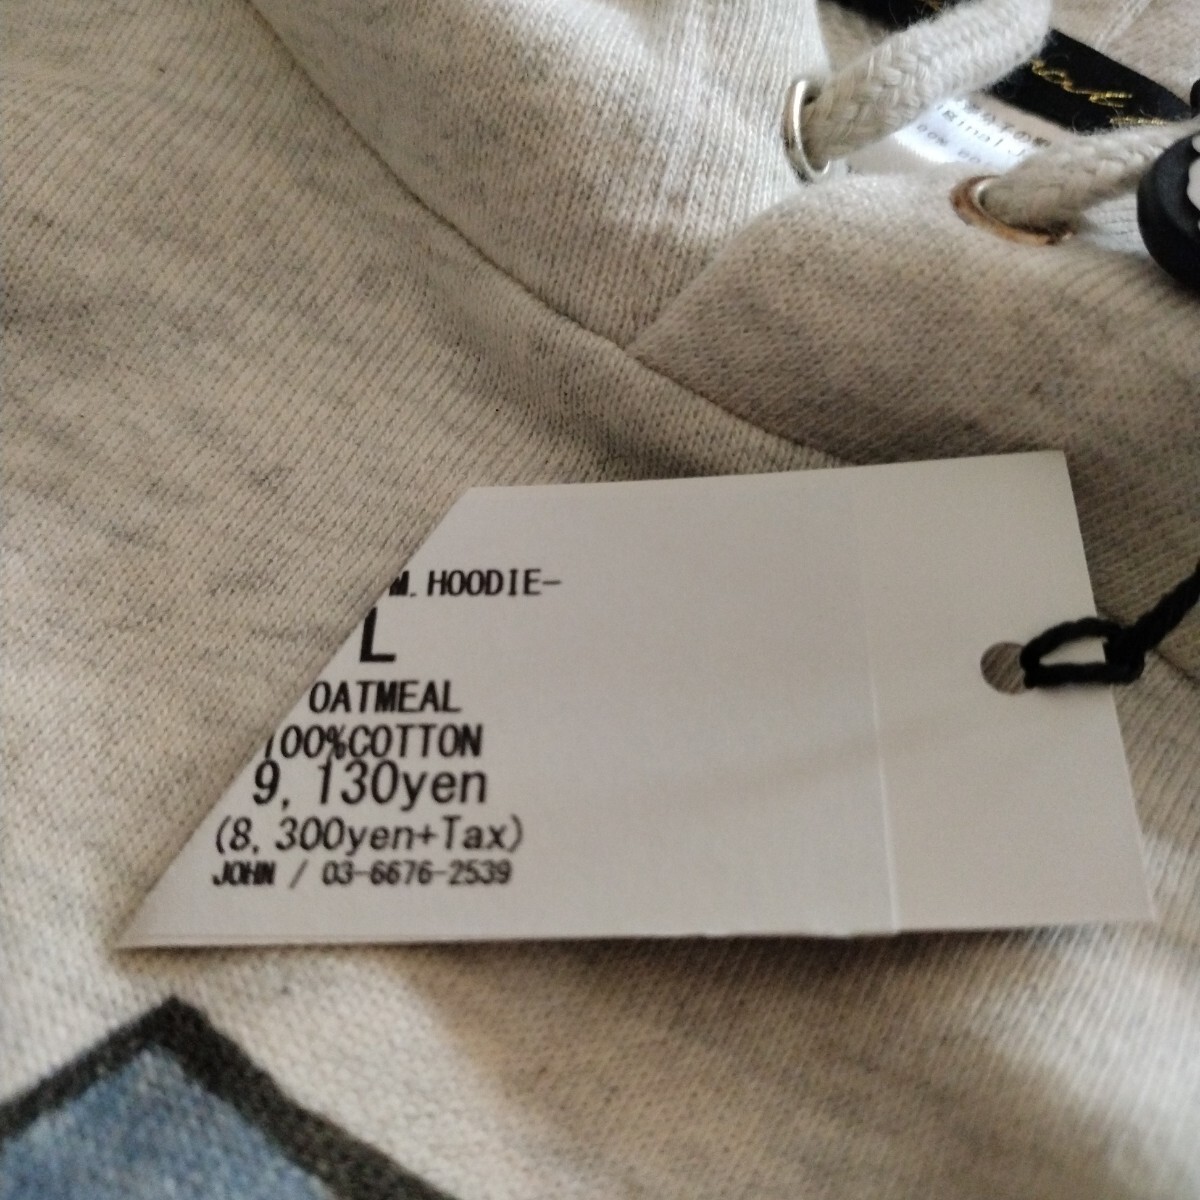 M. HOODIE-
L
OATMEAL
100%COTTON
9, 130yen
(8, 300yen+Tax)
JOHN / 03-6676-2539